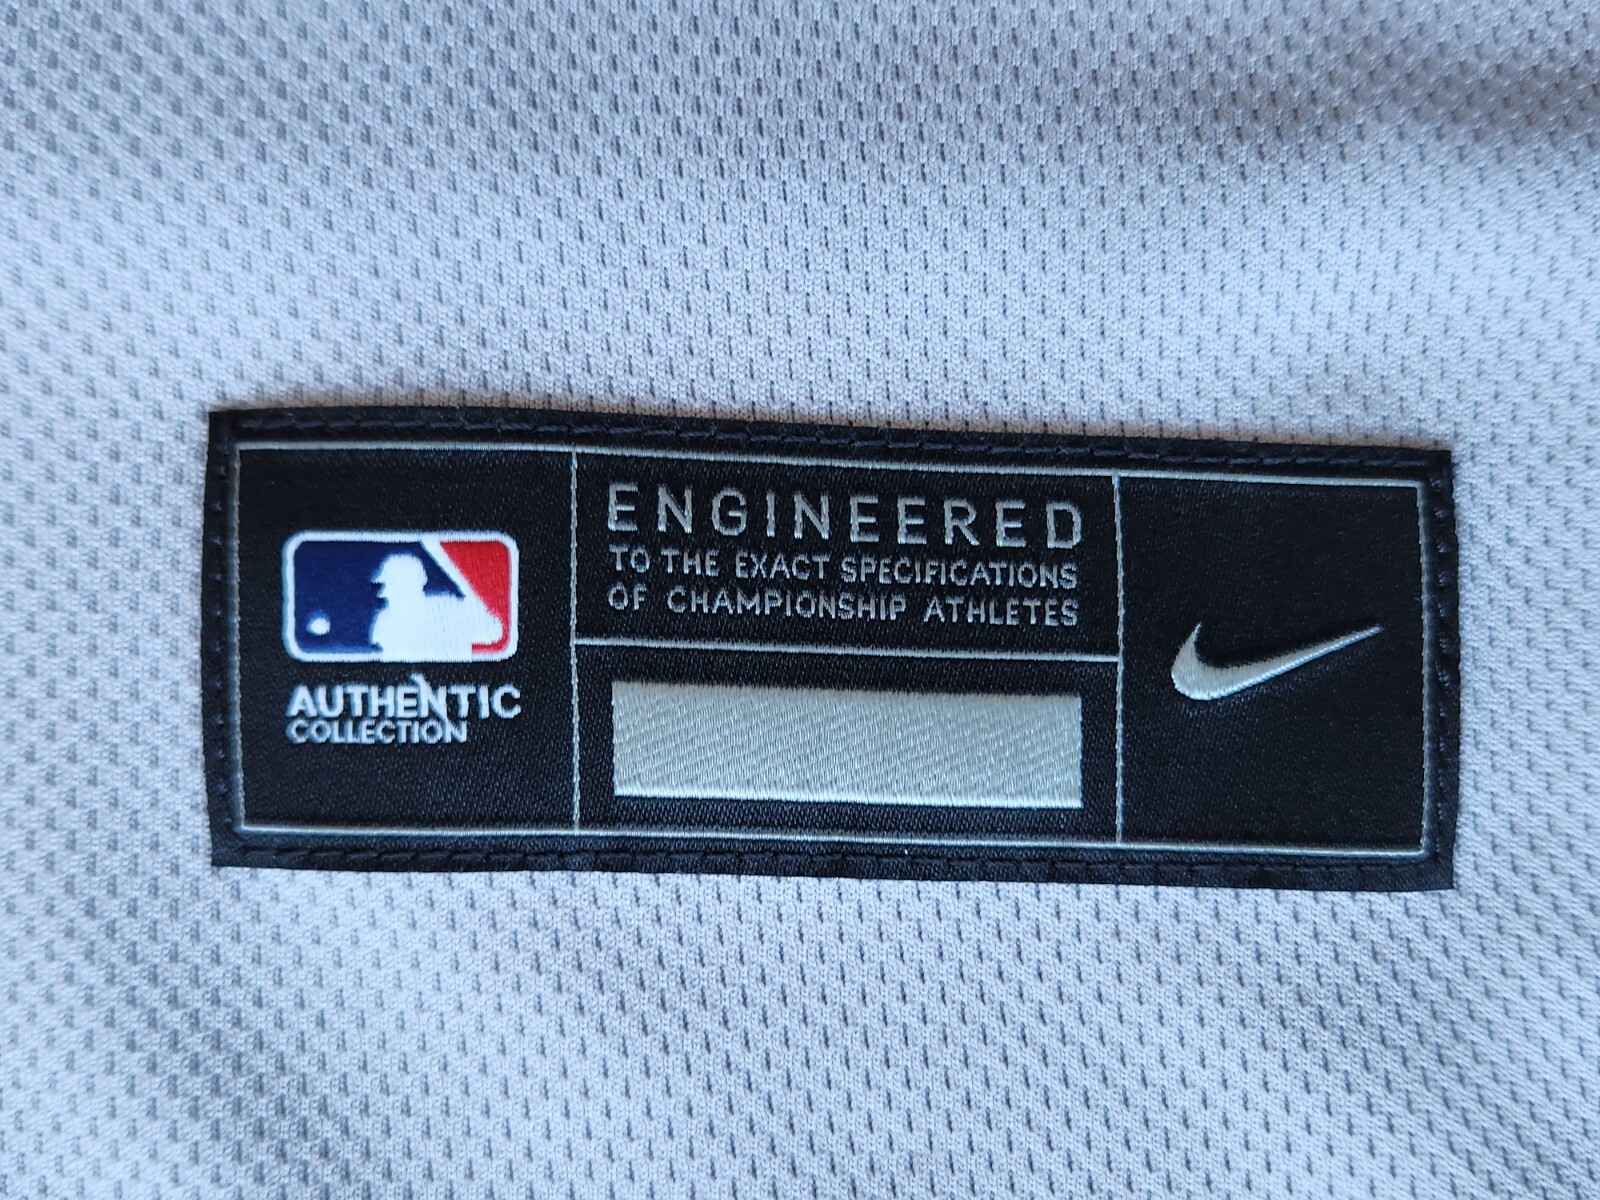 ENGINEERED
TO THE EXACT SPECIFICATIONS
OF CHAMPIONSHIP ATHLETES
AUTHENTIC
COLLECTION